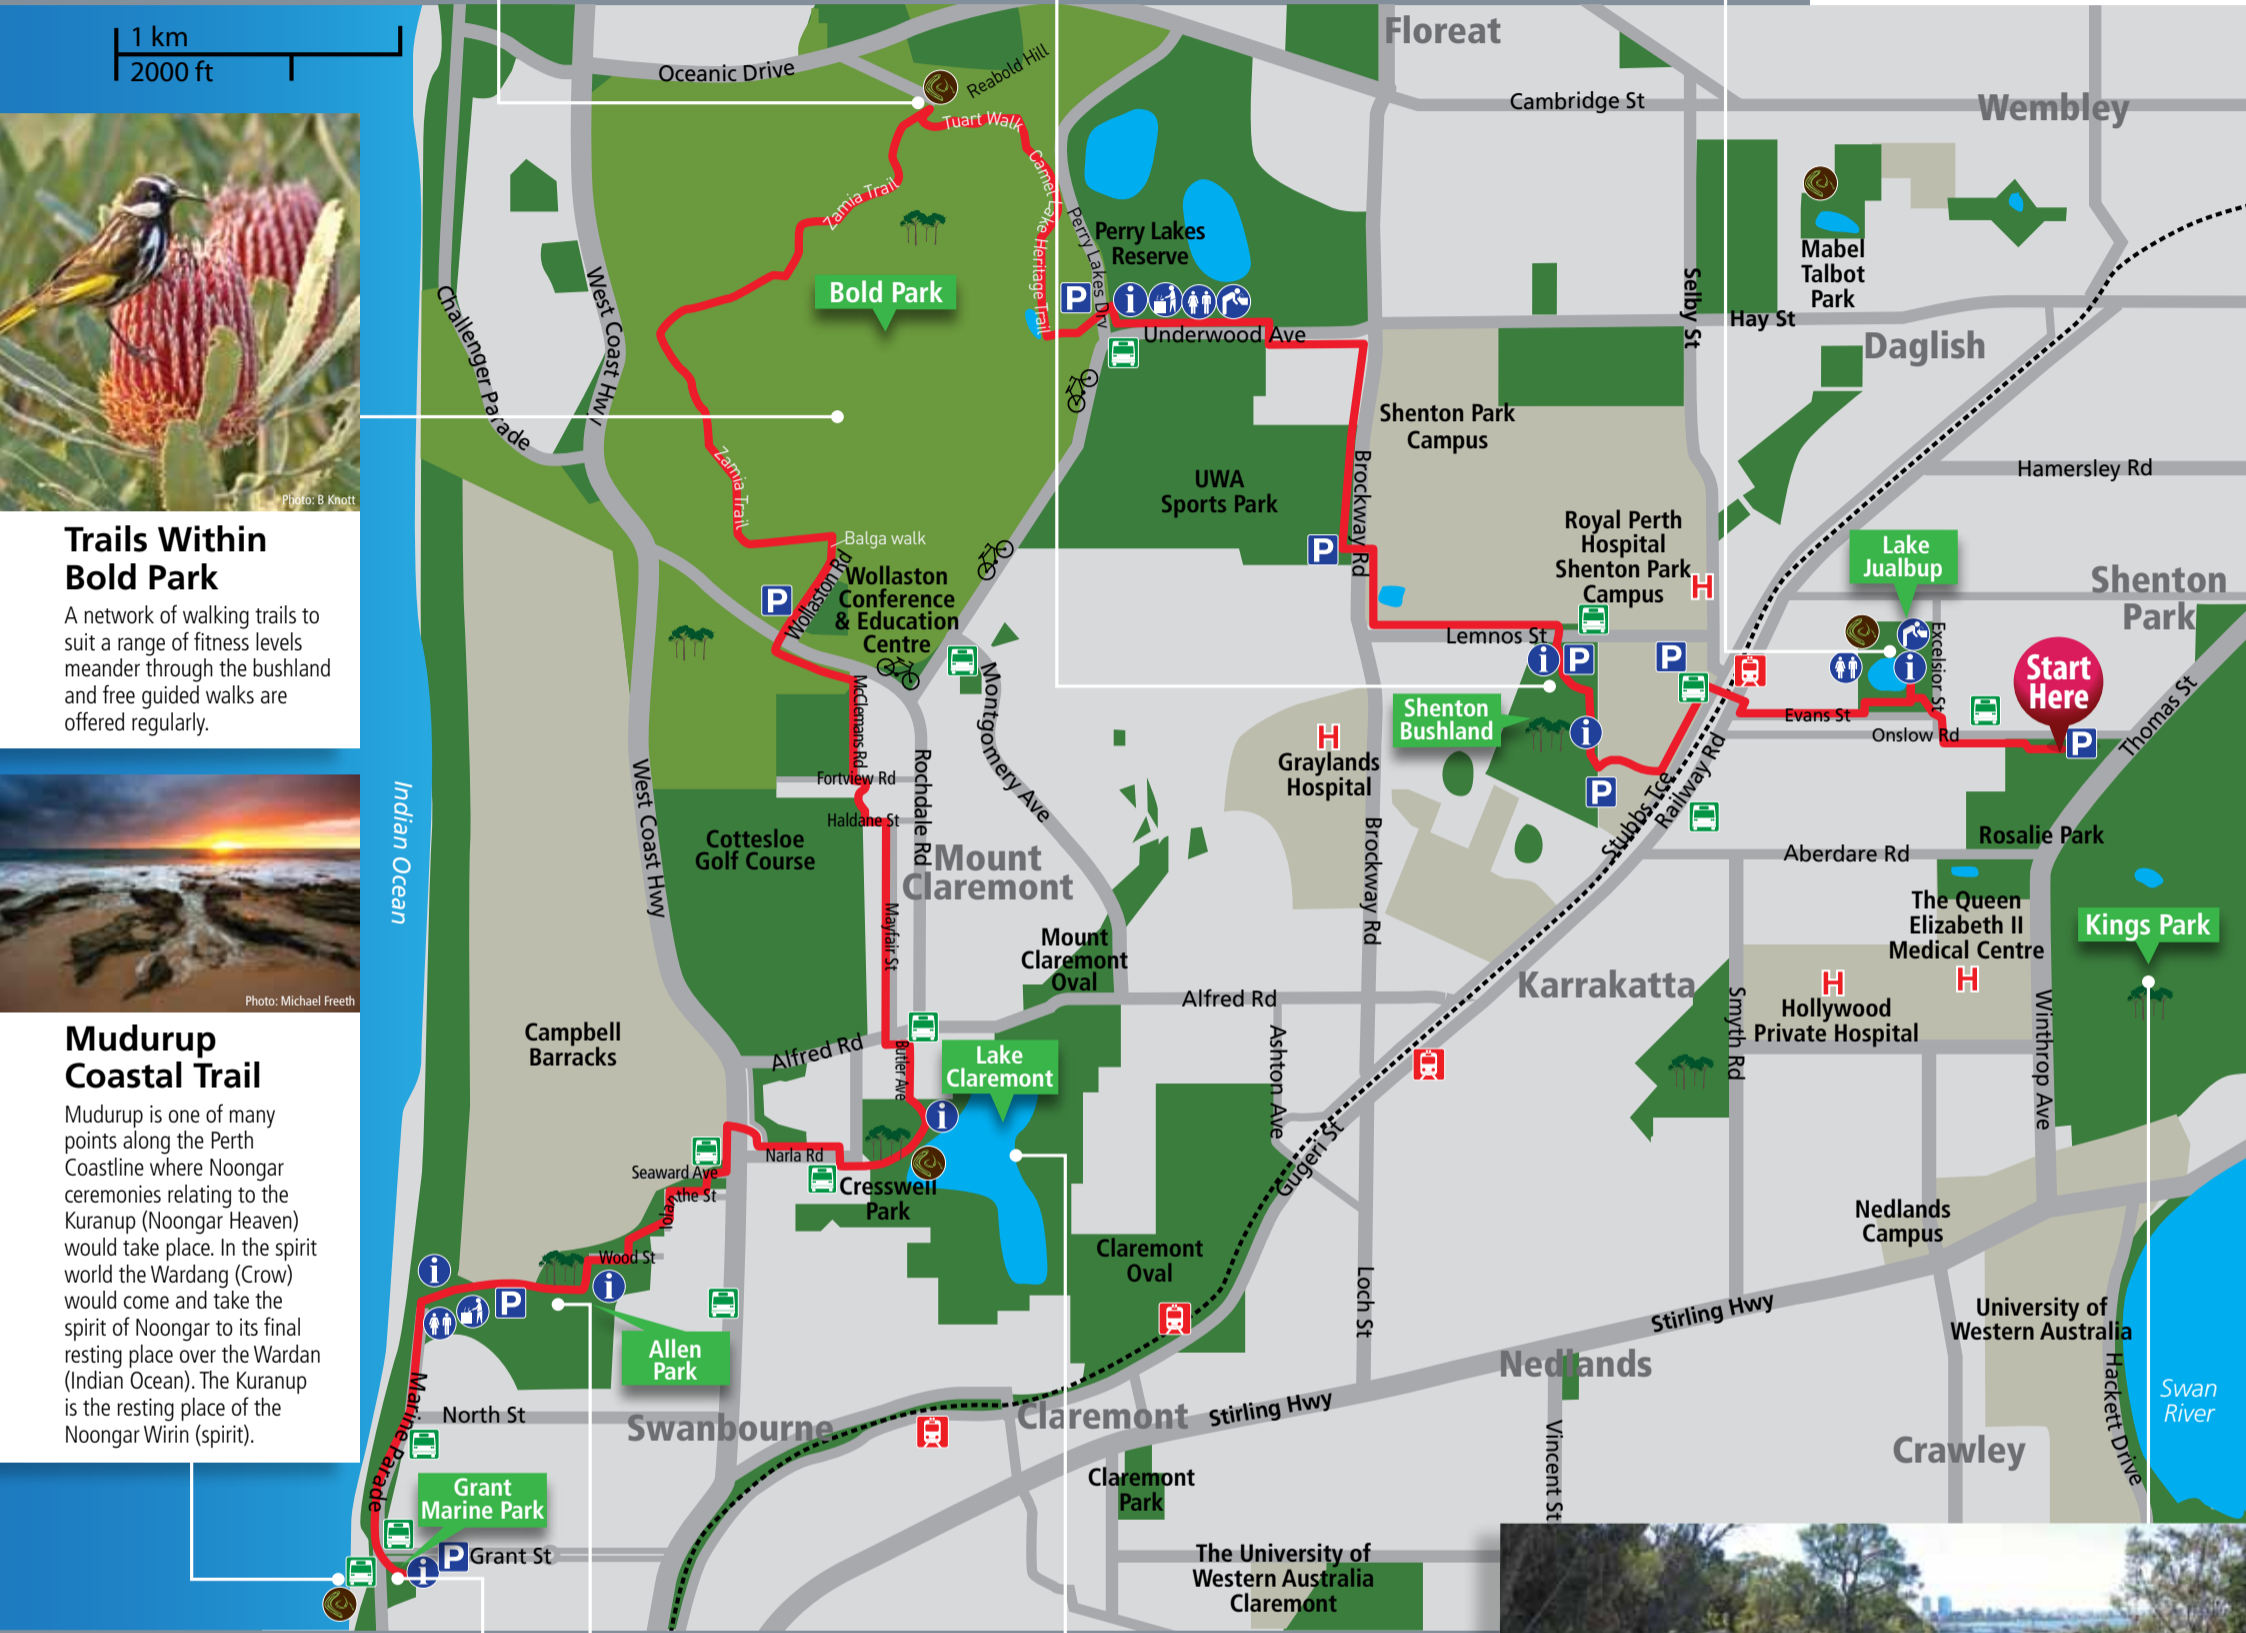 1 km
2000 ft
Photo: B Knott
Trails Within
Bold Park
A network of walking trails to
suit a range of fitness levels
meander through the bushland
and free guided walks are
offered regularly.
Photo: Michael Freeth
Mudurup
Coastal Trail
Mudurup is one of many
points along the Perth
Coastline where Noongar
ceremonies relating to the
Kuranup (Noongar Heaven)
would take place. In the spirit
world the Wardang (Crow)
would come and take the
spirit of Noongar to its final
resting place over the Wardan
(Indian Ocean). The Kuranup
is the resting place of the
Noongar Wirin (spirit).
Indian Ocean
Challenger Parade
West Coast Hwy
Oceanic Drive
Reabold Hill
Tuart Walk
Camel Lake Heritage Trail
Zamia Trail
Bold Park
Zamia Trail
Balga walk
Wollaston Rd
P
Wollaston
Conference
& Education
Centre
Perry Lakes
Reserve
Perry Lakes Drv
P
i
Underwood Ave
UWA
Sports Park
P
Brockway Rd
Floreat
Cambridge St
Wembley
Selby St
Mabel
Talbot
Park
Hay St
Daglish
Shenton Park
Campus
Hamersley Rd
Royal Perth
Hospital
Shenton Park
Campus
H
Lemnos St
i
P
P
Lake
Jualbup
i
Excelsior St
Shenton
Park
Start
Here
P
Evans St
Onslow Rd
Thomas St
Shenton
Bushland
i
P
Stubbs Tce
Railway Rd
H
Graylands
Hospital
Brockway Rd
Montgomery Ave
McClemans Rd
Fortview Rd
Haldane St
Rochdale Rd
Mayfair St
Mount
Claremont
Cottesloe
Golf Course
West Coast Hwy
Mount
Claremont
Oval
Alfred Rd
Alfred Rd
Butler Ave
Lake
Claremont
i
Campbell
Barracks
Narla Rd
Cresswell
Park
Seaward Ave
Wood St
i
i
P
Allen
Park
Marine Parade
North St
Swanbourne
Grant
Marine Park
i
P
Grant St
Claremont
Oval
Claremont
Stirling Hwy
Claremont
Park
The University of
Western Australia
Claremont
Ashton Ave
Gugeri St
Loch St
Karrakatta
Aberdare Rd
Rosalie Park
The Queen
Elizabeth II
Medical Centre
H
H
Hollywood
Private Hospital
Smyth Rd
Winthrop Ave
Kings Park
Nedlands
Campus
Stirling Hwy
Nedlands
Vincent St
University of
Western Australia
Crawley
Hackett Drive
Swan
River